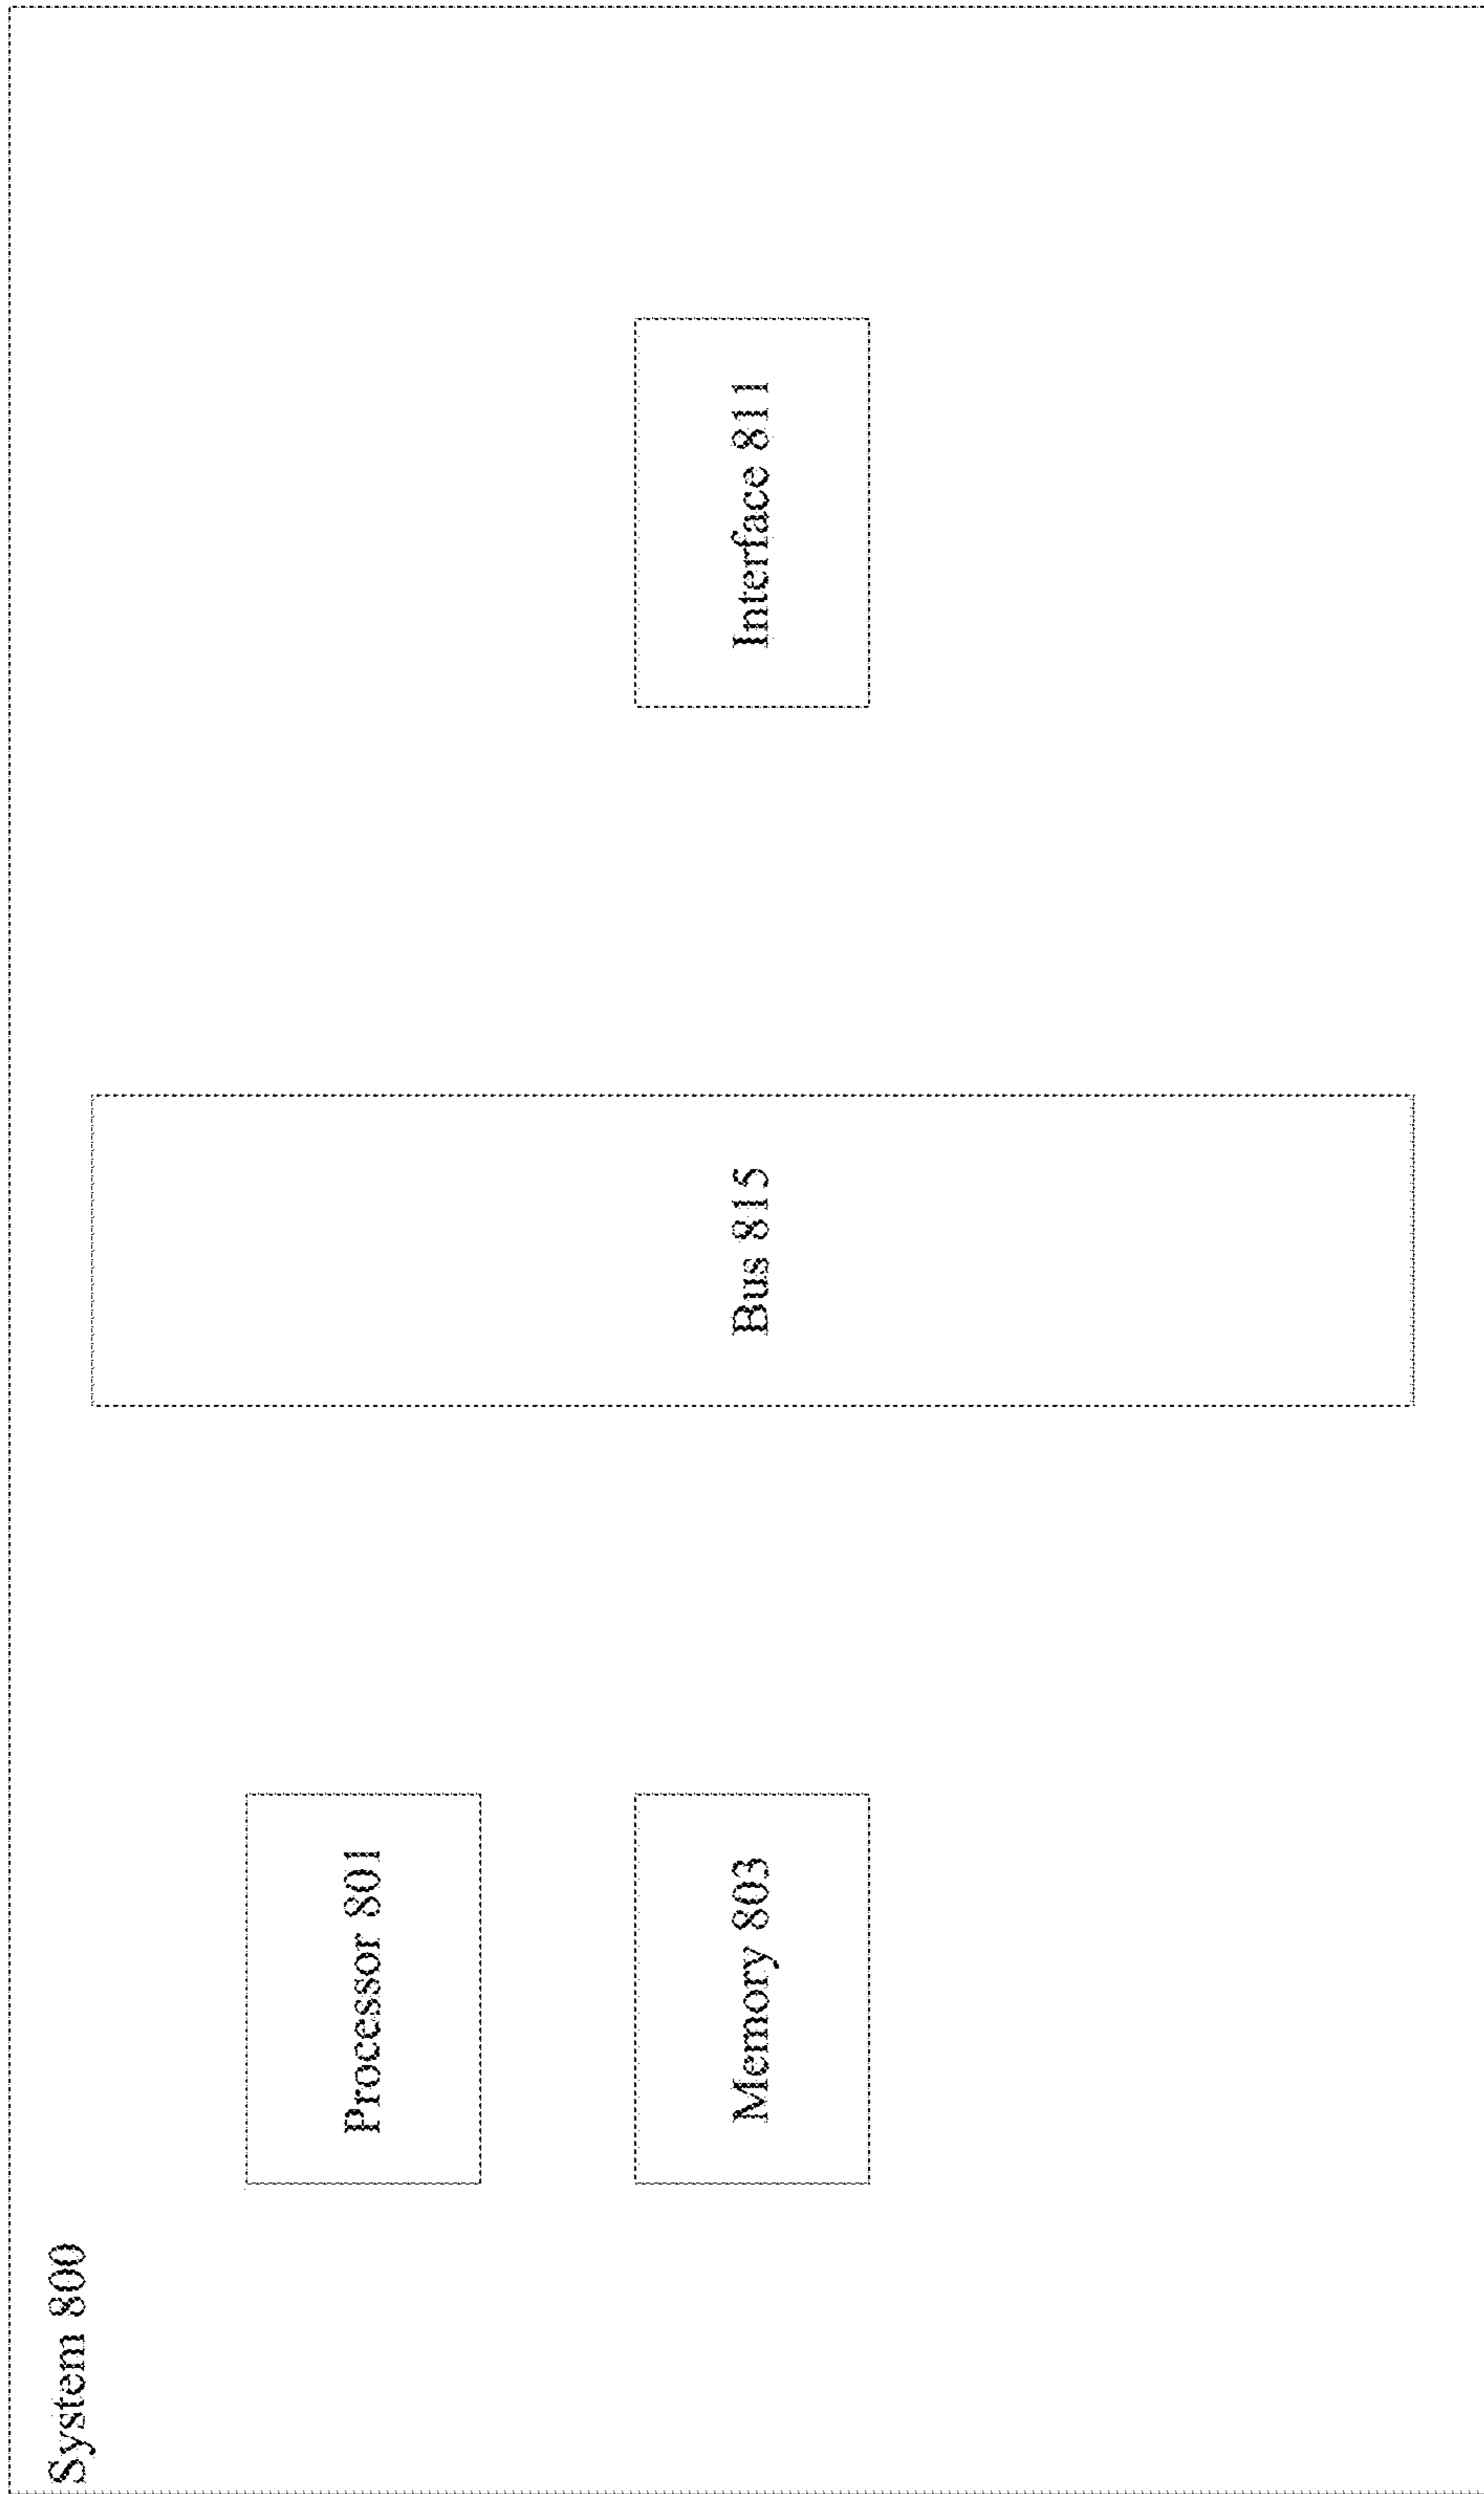 System 800
Processor 801
Memory 803
Bus 815
Interface 811